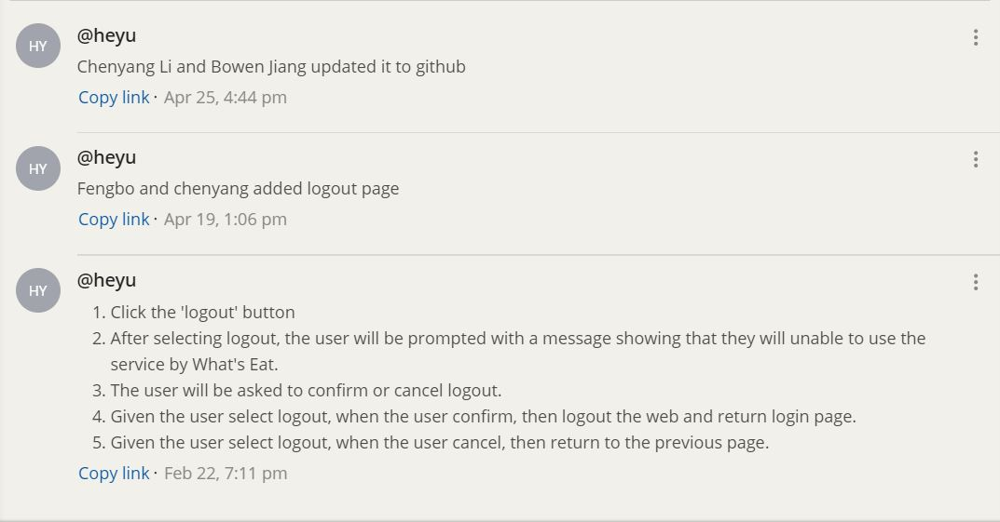 HY
@heyu
Chenyang Li and Bowen Jiang updated it to github
Copy link · Apr 25, 4:44 pm
HY
@heyu
Fengbo and chenyang added logout page
Copy link · Apr 19, 1:06 pm
HY
@heyu
1. Click the 'logout' button
2. After selecting logout, the user will be prompted with a message showing that they will unable to use the
service by What's Eat.
3. The user will be asked to confirm or cancel logout.
4. Given the user select logout, when the user confirm, then logout the web and return login page.
5. Given the user select logout, when the user cancel, then return to the previous page.
Copy link · Feb 22, 7:11 pm